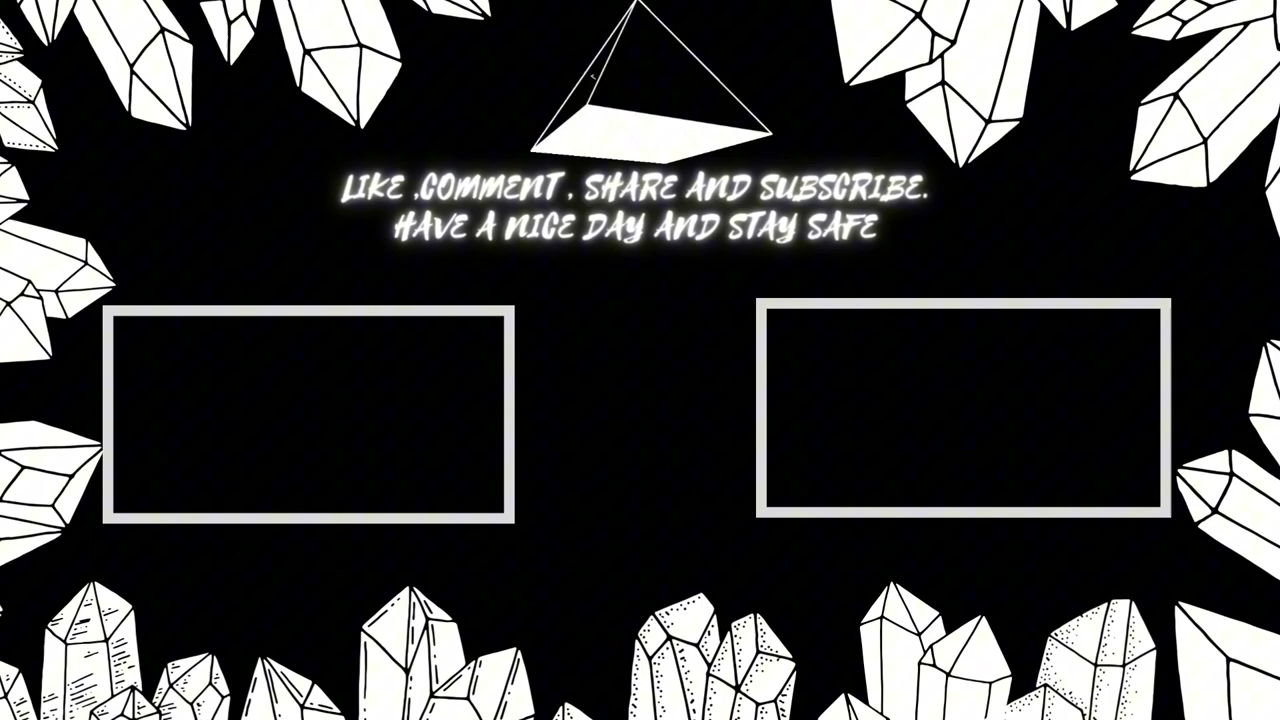 LIKE ,COMMENT , SHARE AND SUBSCRIBE.
HAVE A NICE DAY AND STAY SAFE